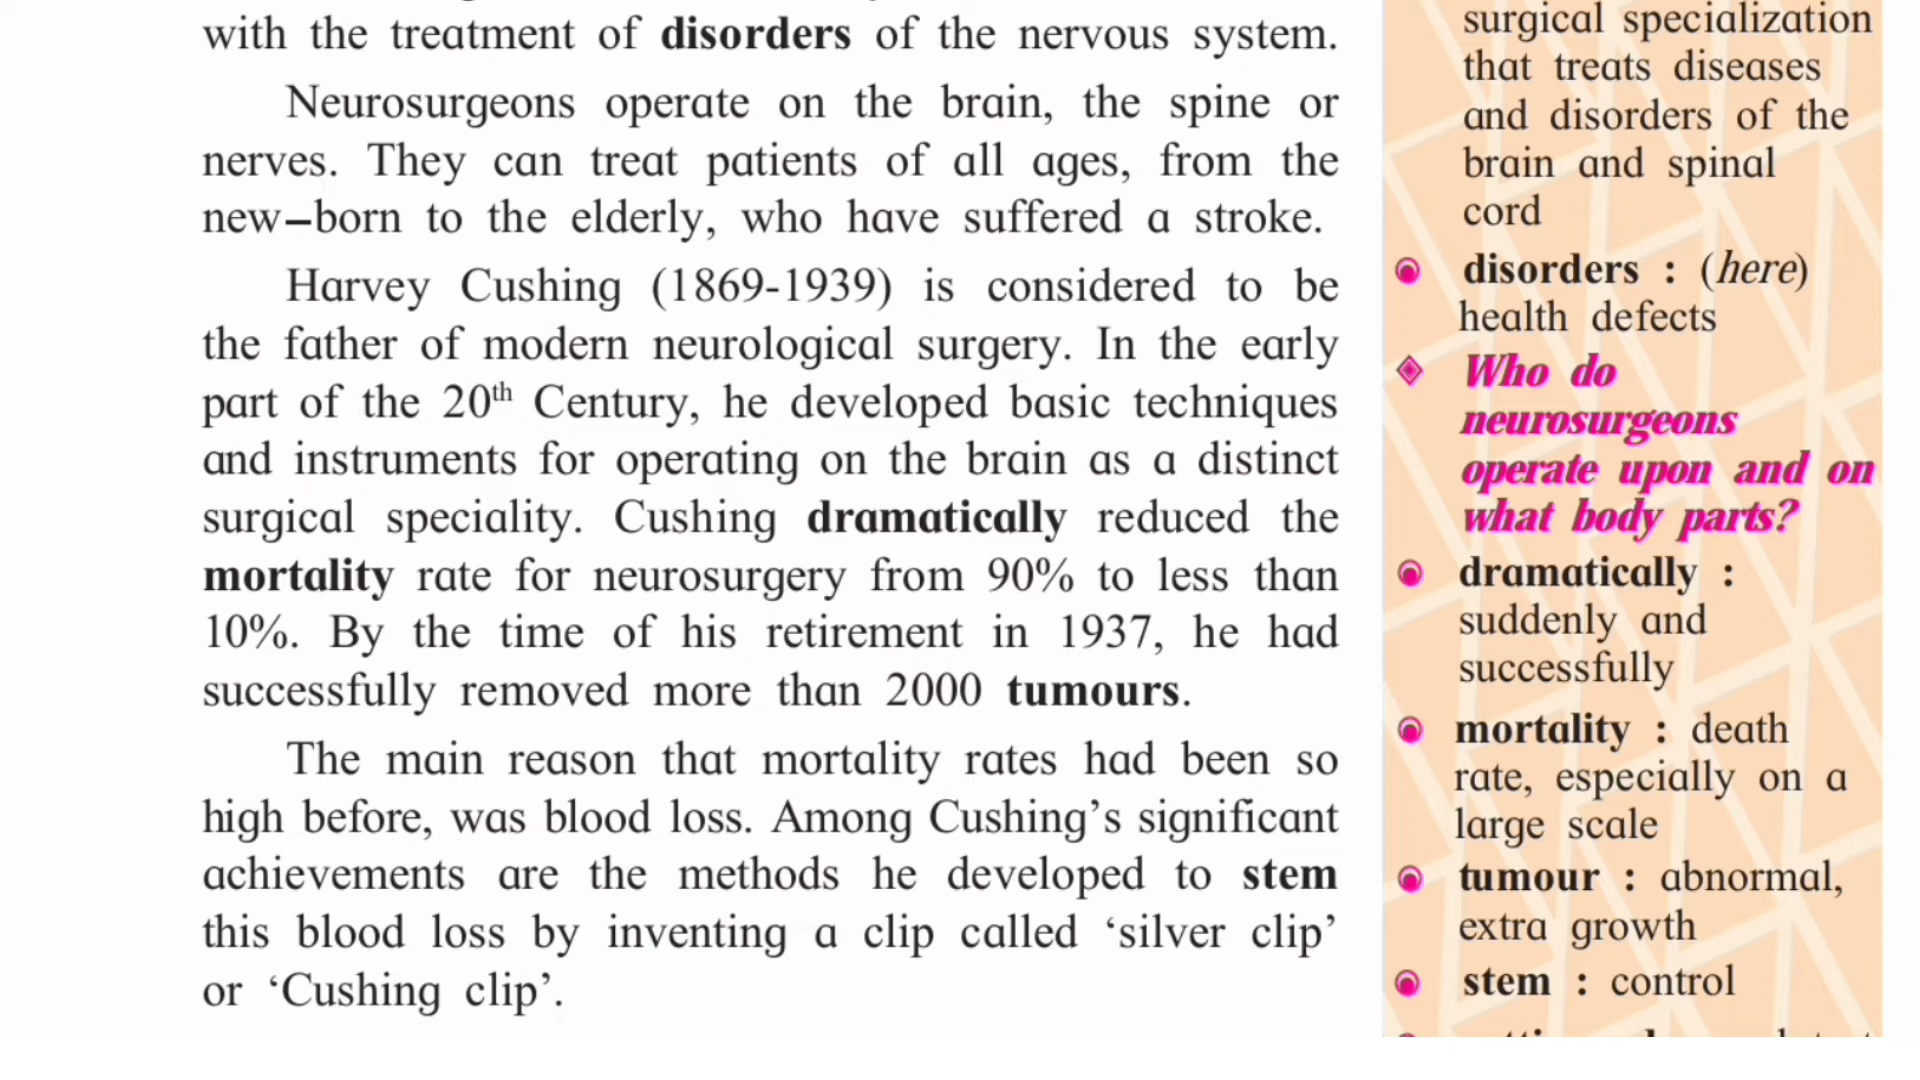 with the treatment of disorders of the nervous system.
Neurosurgeons operate on the brain, the spine or
nerves. They can treat patients of all ages, from the
new–born to the elderly, who have suffered a stroke.
Harvey Cushing (1869-1939) is considered to be
the father of modern neurological surgery. In the early
part of the 20th Century, he developed basic techniques
and instruments for operating on the brain as a distinct
surgical speciality. Cushing dramatically reduced the
mortality rate for neurosurgery from 90% to less than
10%. By the time of his retirement in 1937, he had
successfully removed more than 2000 tumours.
The main reason that mortality rates had been so
high before, was blood loss. Among Cushing's significant
achievements are the methods he developed to stem
this blood loss by inventing a clip called ‘silver clip’
or ‘Cushing clip’.
surgical specialization
that treats diseases
and disorders of the
brain and spinal
cord
disorders : (here)
health defects
Who do
neurosurgeons
operate upon and on
what body parts?
dramatically :
suddenly and
successfully
mortality : death
rate, especially on a
large scale
tumour : abnormal,
extra growth
stem : control